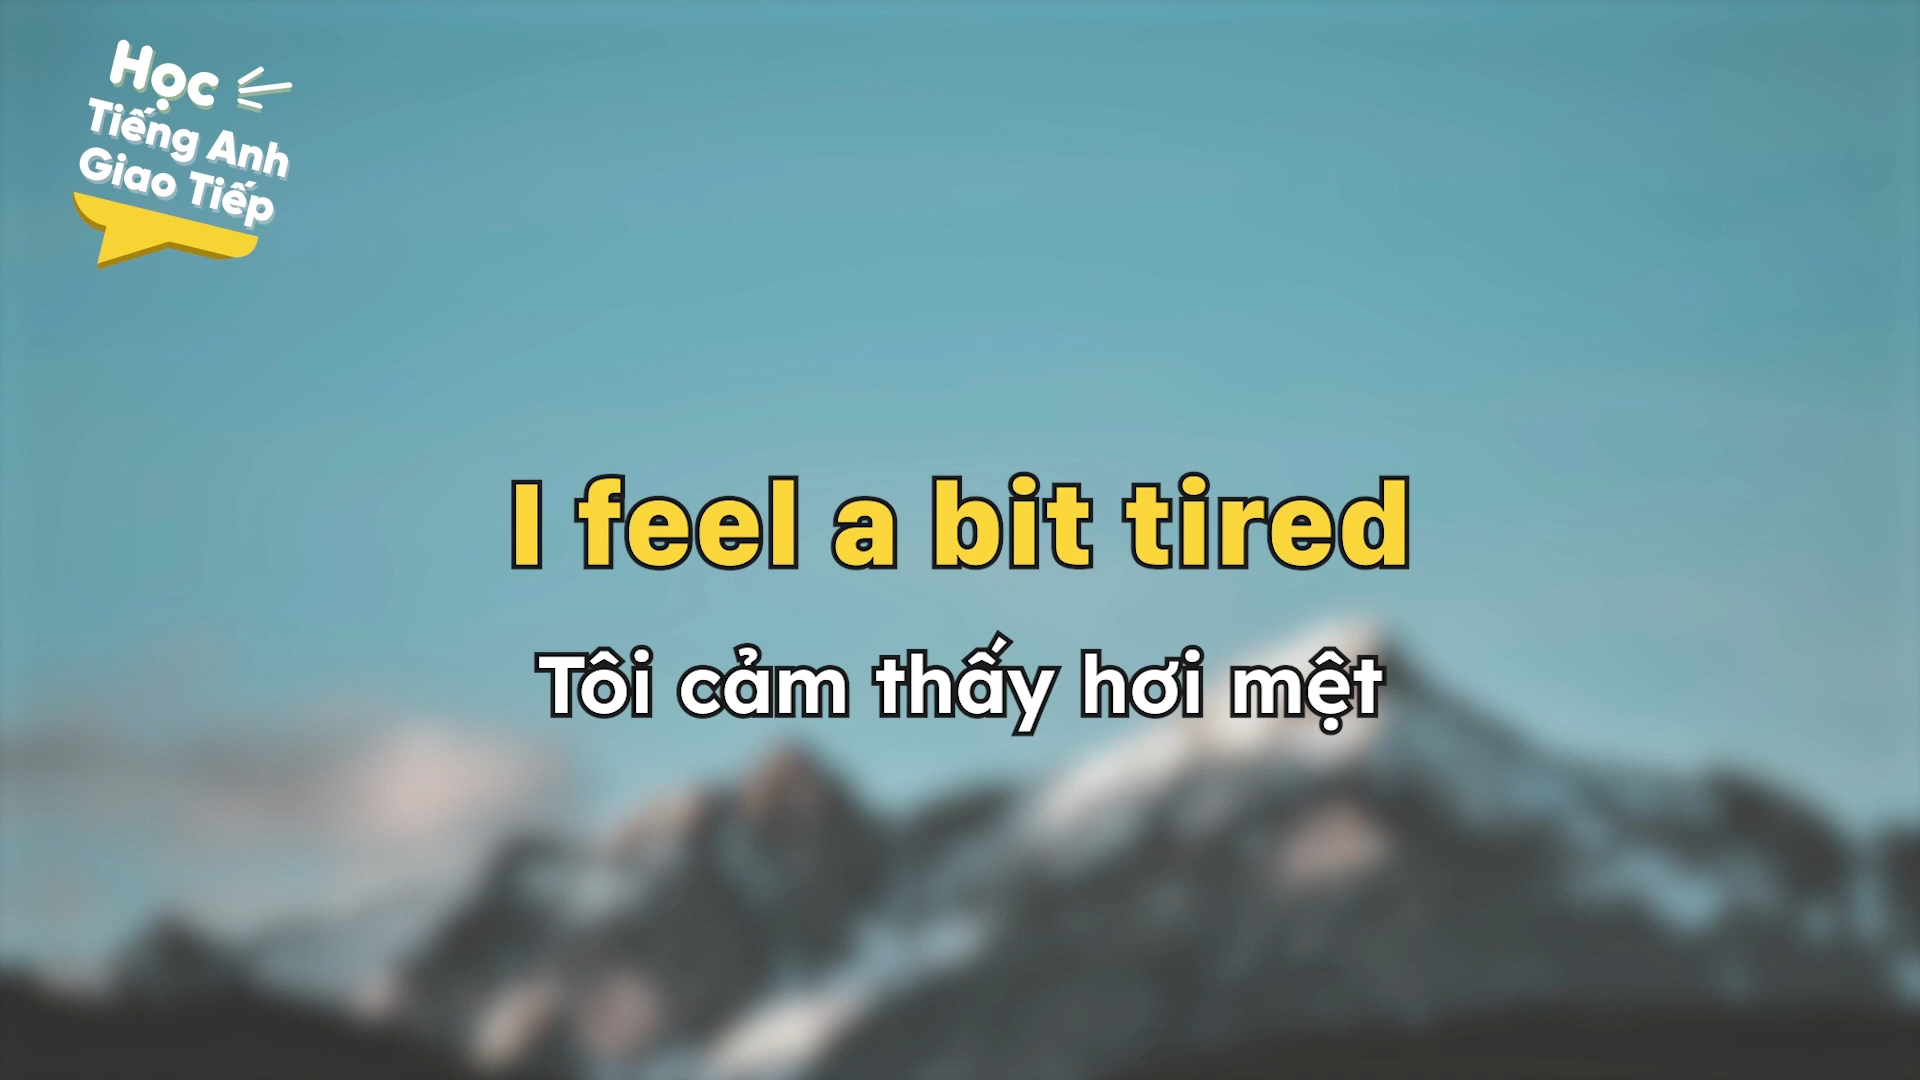 Học
Tiếng Anh
Giao Tiếp
I feel a bit tired
Tôi cảm thấy hơi mệt